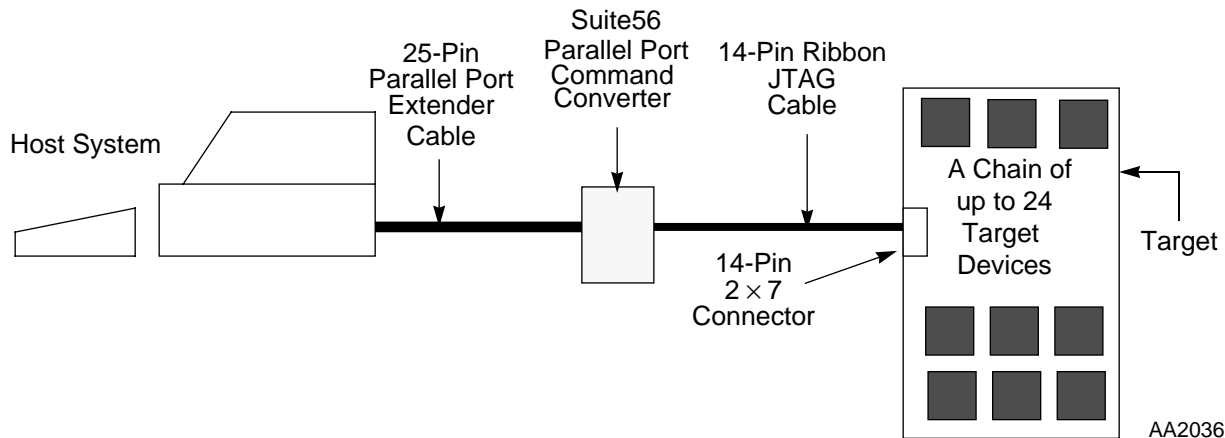 Host System
25-Pin
Parallel Port
Extender
Cable
Suite56
Parallel Port
Command
Converter
14-Pin Ribbon
JTAG
Cable
14-Pin
2 × 7
Connector
A Chain of
up to 24
Target
Devices
Target
AA2036